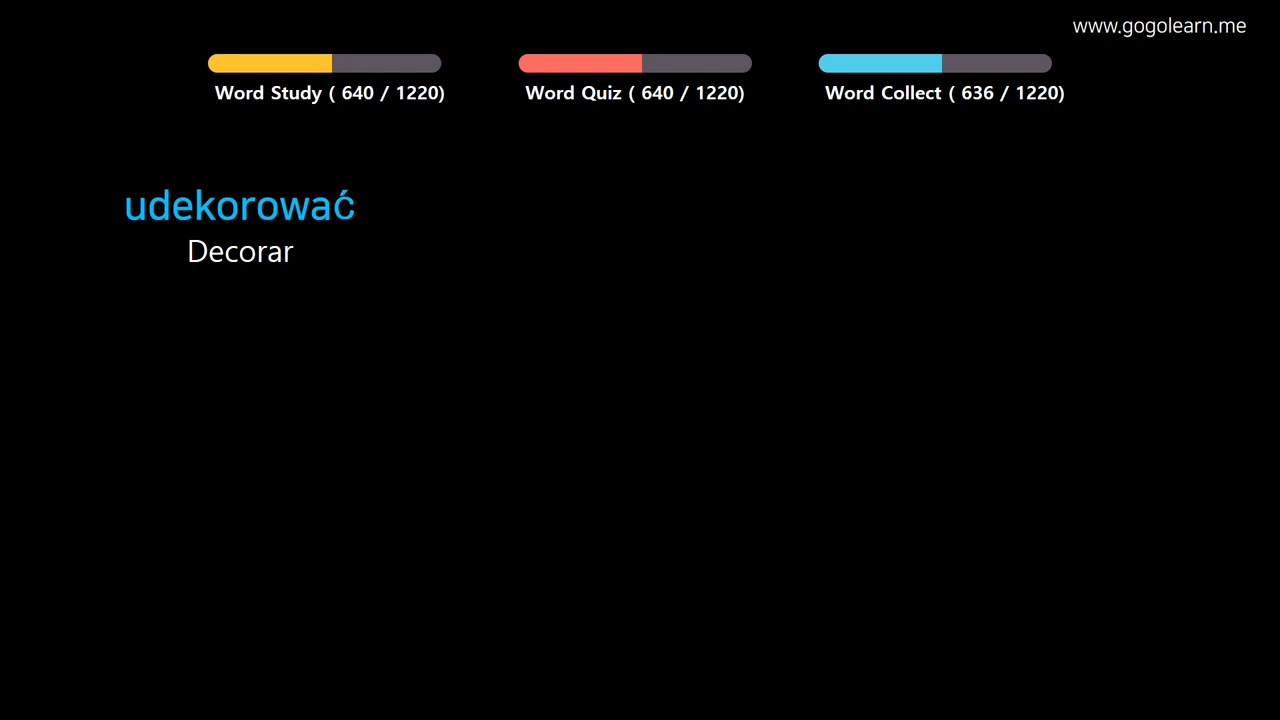 www.gogolearn.me
Word Study ( 640 / 1220)
Word Quiz ( 640 / 1220)
Word Collect ( 636 / 1220)
udekorować
Decorar